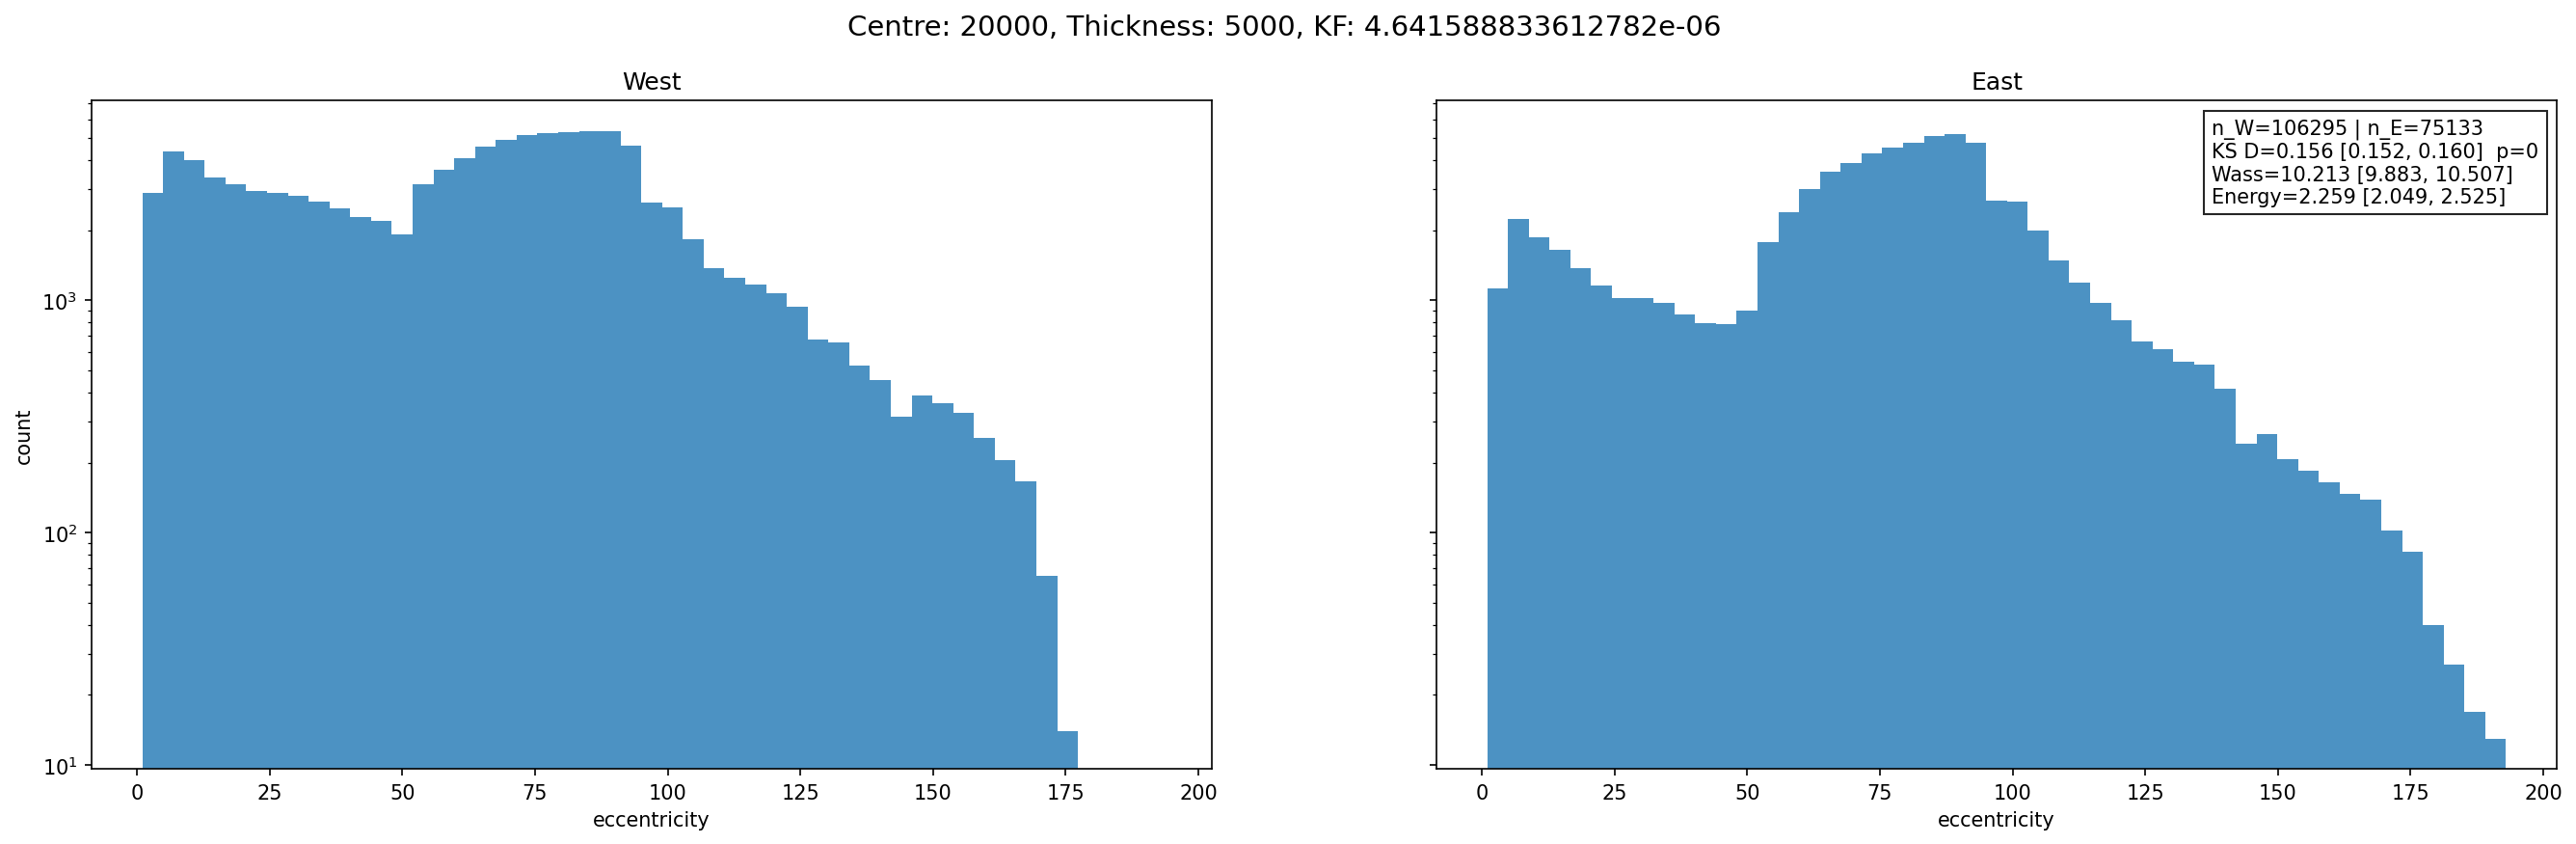 Centre: 20000, Thickness: 5000, KF: 4.641588833612782e-06
West
East
n_W=106295 | n_E=75133
KS D=0.156 [0.152, 0.160]  p=0
Wass=10.213 [9.883, 10.507]
Energy=2.259 [2.049, 2.525]
count
10³
10²
10¹
0 25 50 75 100 125 150 175 200
eccentricity
0 25 50 75 100 125 150 175 200
eccentricity